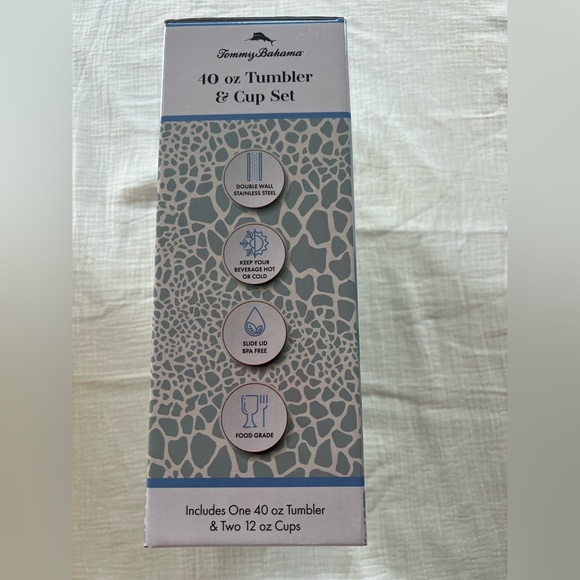 Tommy Bahama
40 oz Tumbler
& Cup Set
DOUBLE WALL
STAINLESS STEEL
KEEP YOUR
BEVERAGE HOT
OR COLD
SLIDE LID
BPA FREE
FOOD GRADE
Includes One 40 oz Tumbler
& Two 12 oz Cups